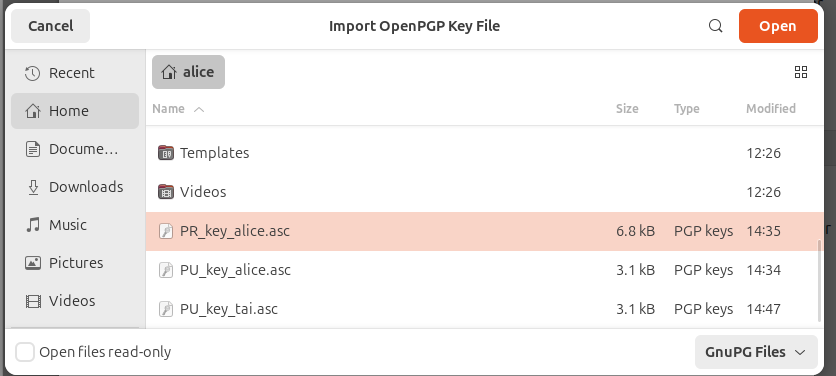 Cancel Import OpenPGP Key File Open
Recent
Home
Docume...
Downloads
Music
Pictures
Videos
alice
Name Size Type Modified
Templates 12:26
Videos 12:26
PR_key_alice.asc 6.8 kB PGP keys 14:35
PU_key_alice.asc 3.1 kB PGP keys 14:34
PU_key_tai.asc 3.1 kB PGP keys 14:47
Open files read-only GnuPG Files